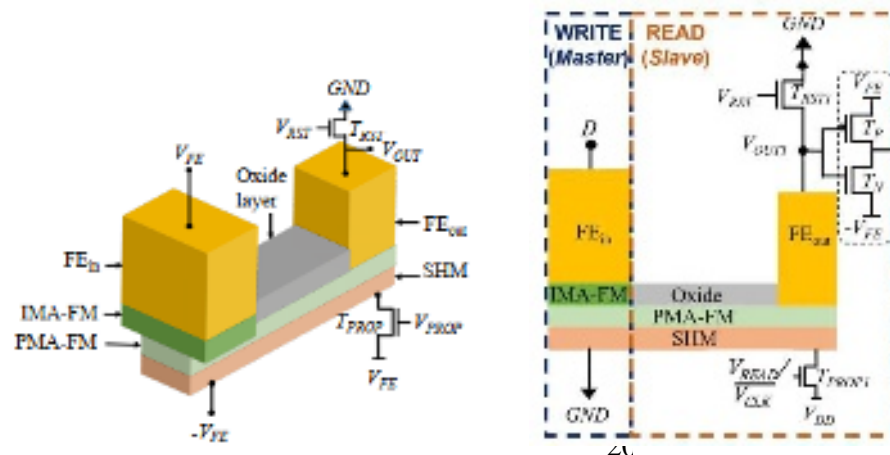 GND
V_RST
T_RST
V_OUT
V_FE
Oxide
layer
FE_in
FE_out
SHM
IMA-FM
PMA-FM
T_PROP
V_PROP
V_FE
-V_FE
WRITE
(Master)
READ
(Slave)
GND
V_RST
T_RST1
V_FE
T_P
D
V_OUT1
T_N
-V_FE
FE_in
FE_out
IMA-FM
Oxide
PMA-FM
SHM
V_READ/
V_CLK
T_PROP1
GND
V_DD